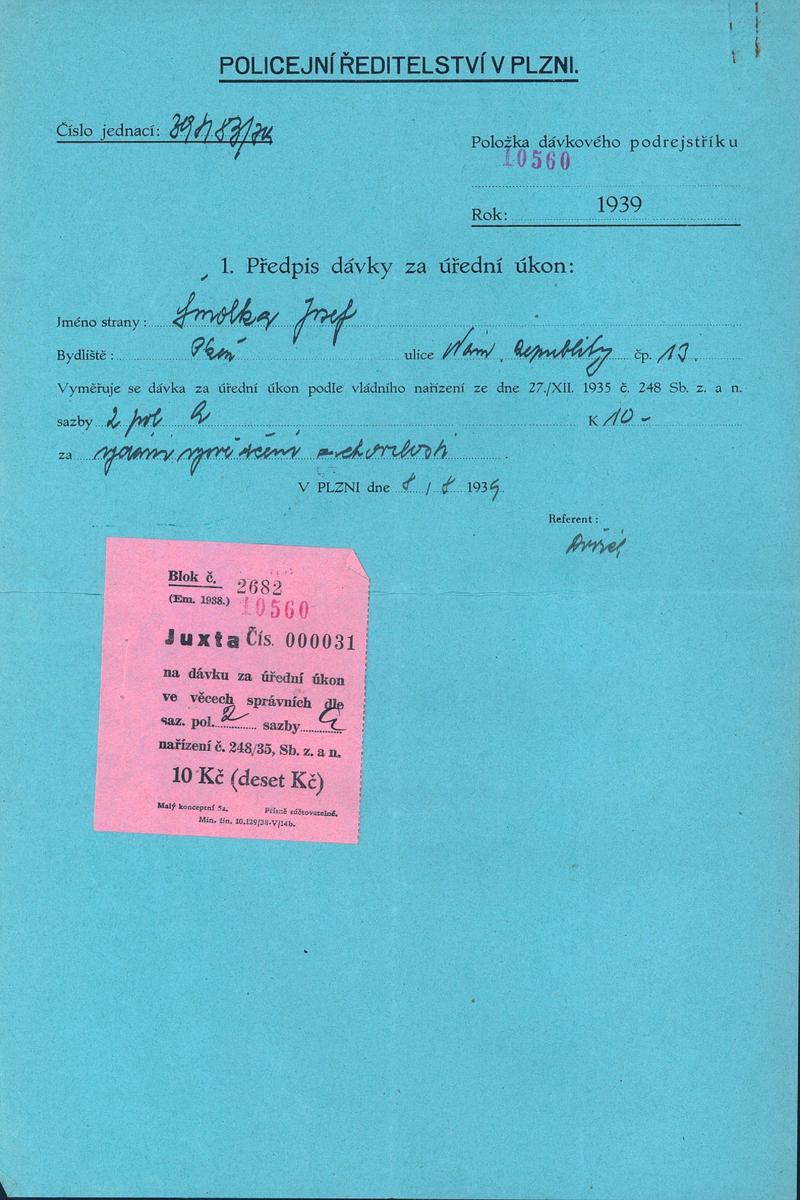 POLICEJNÍ ŘEDITELSTVÍ V PLZNI.
Číslo jednací:
Položka dávkového podrejstříku
10560
Rok: 1939
1. Předpis dávky za úřední úkon:
Jméno strany: Smolka Josef
Bydliště: Plzeň ulice Nám. Republiky čp. 13.
Vyměřuje se dávka za úřední úkon podle vládního nařízení ze dne 27./XII. 1935 č. 248 Sb. z. a n.
sazby 2 pol K 10-
za vydání vysvědčení zachovalosti
V PLZNI dne 8 / 8 1939
Referent:
Blok č. 2682
(Em. 1938.) 10560
Juxta Čís. 000031
na dávku za úřední úkon
ve věcech správních dle
saz. pol. 2 sazby a
nařízení č. 248/35, Sb. z. a n.
10 Kč (deset Kč)
Malý konceptní 5a. Přísně zúčtovatelné.
Min. fin. 10.129/38-V/14b.